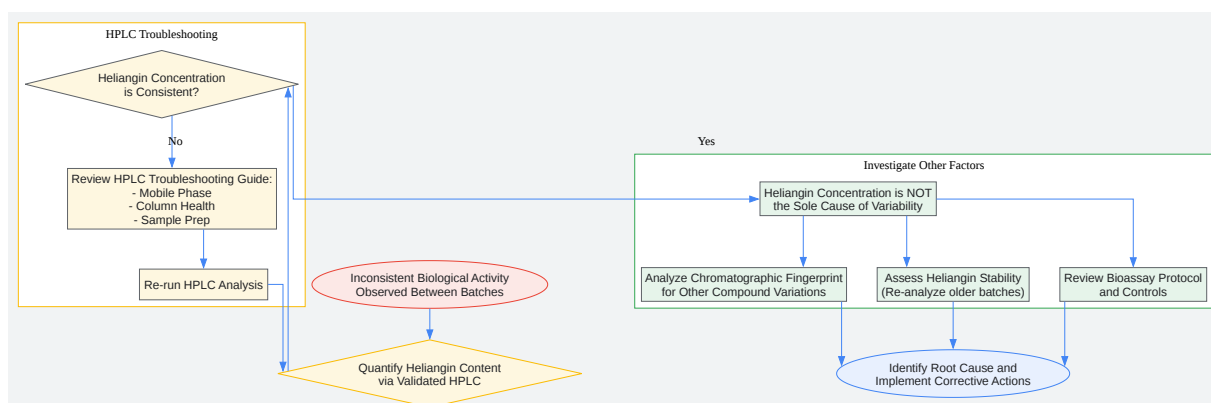 HPLC Troubleshooting
Heliangin Concentration
is Consistent?
No
Review HPLC Troubleshooting Guide:
- Mobile Phase
- Column Health
- Sample Prep
Re-run HPLC Analysis
Inconsistent Biological Activity
Observed Between Batches
Quantify Heliangin Content
via Validated HPLC
Yes
Investigate Other Factors
Heliangin Concentration is NOT
the Sole Cause of Variability
Analyze Chromatographic Fingerprint
for Other Compound Variations
Assess Heliangin Stability
(Re-analyze older batches)
Review Bioassay Protocol
and Controls
Identify Root Cause and
Implement Corrective Actions